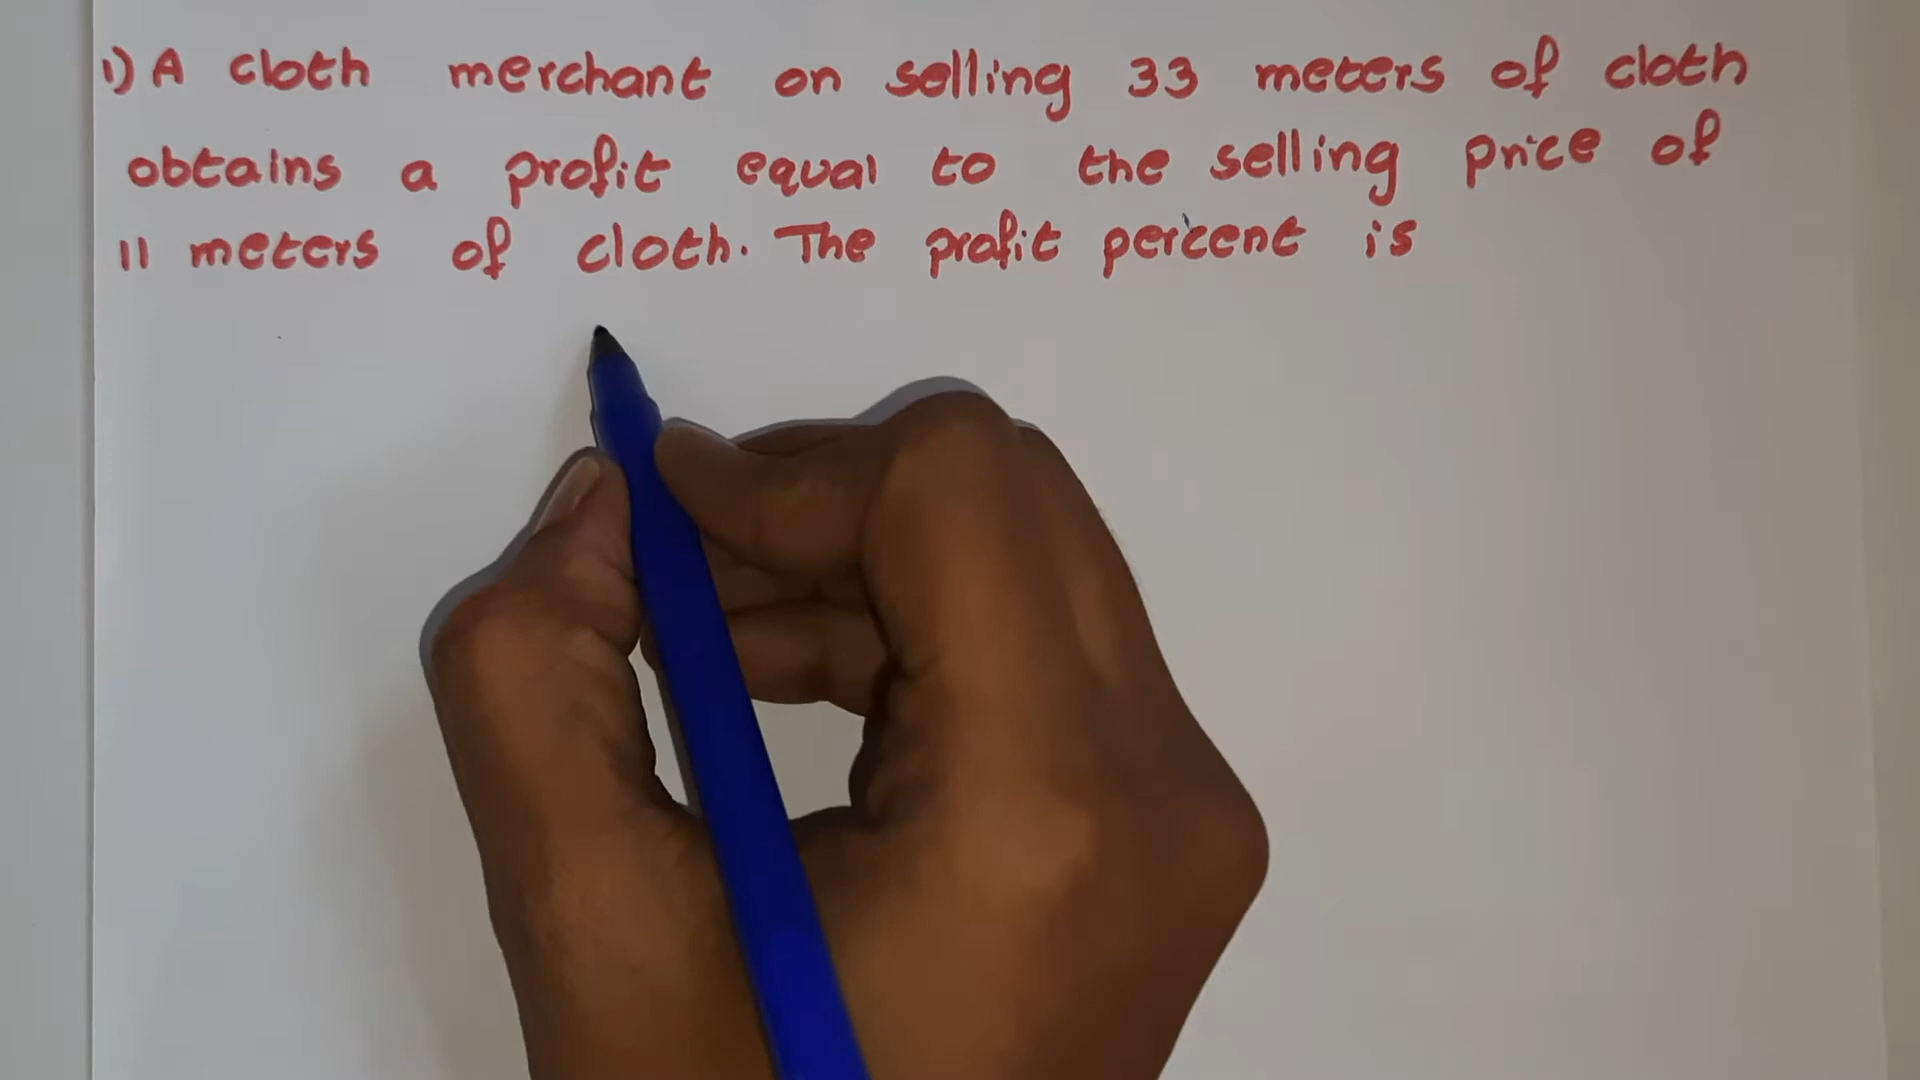 1) A cloth merchant on selling 33 meters of cloth
obtains a profit equal to the selling price of
11 meters of cloth. The profit percent is